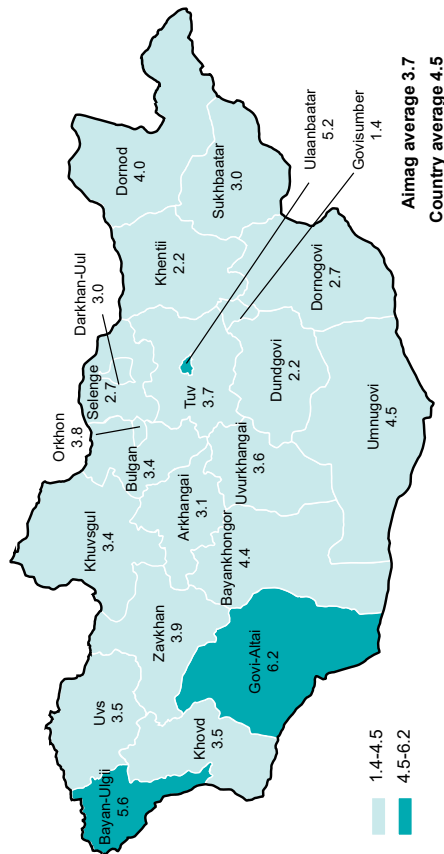 Bayan-Ulgii
5.6
Uvs
3.5
Khovd
3.5
Govi-Altai
6.2
Zavkhan
3.9
Khuvsgul
3.4
Bayankhongor
4.4
Arkhangai
3.1
Bulgan
3.4
Orkhon
3.8
Uvurkhangai
3.6
Selenge
2.7
Darkhan-Uul
3.0
Tuv
3.7
Umnugovi
4.5
Dundgovi
2.2
Khentii
2.2
Dornogovi
2.7
Dornod
4.0
Sukhbaatar
3.0
Ulaanbaatar
5.2
Govisumber
1.4
1.4-4.5
4.5-6.2
Aimag average 3.7
Country average 4.5